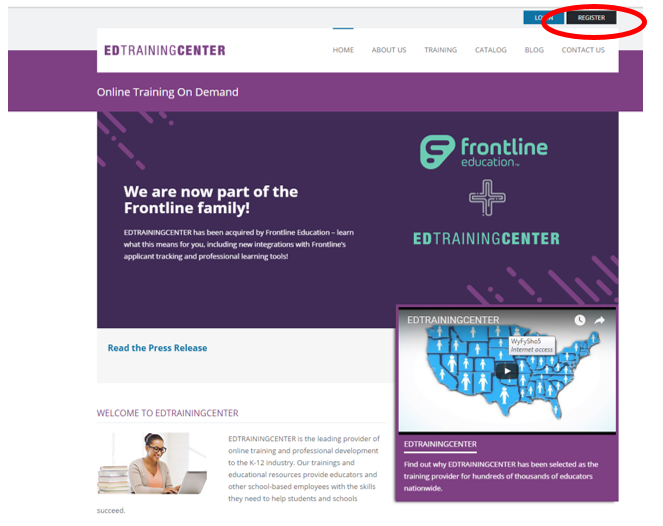 LOGIN REGISTER
EDTRAININGCENTER
HOME ABOUT US TRAINING CATALOG BLOG CONTACT US
Online Training On Demand
frontline
education
We are now part of the
Frontline family!
EDTRAININGCENTER has been acquired by Frontline Education – learn
what this means for you, including new integrations with Frontline's
applicant tracking and professional learning tools!
EDTRAININGCENTER
Read the Press Release
EDTRAININGCENTER
WyFySho5
Internet access
WELCOME TO EDTRAININGCENTER
EDTRAININGCENTER is the leading provider of
online training and professional development
to the K-12 industry. Our trainings and
educational resources provide educators and
other school-based employees with the skills
they need to help students and schools
succeed.
EDTRAININGCENTER
Find out why EDTRAININGCENTER has been selected as the
training provider for hundreds of thousands of educators
nationwide.